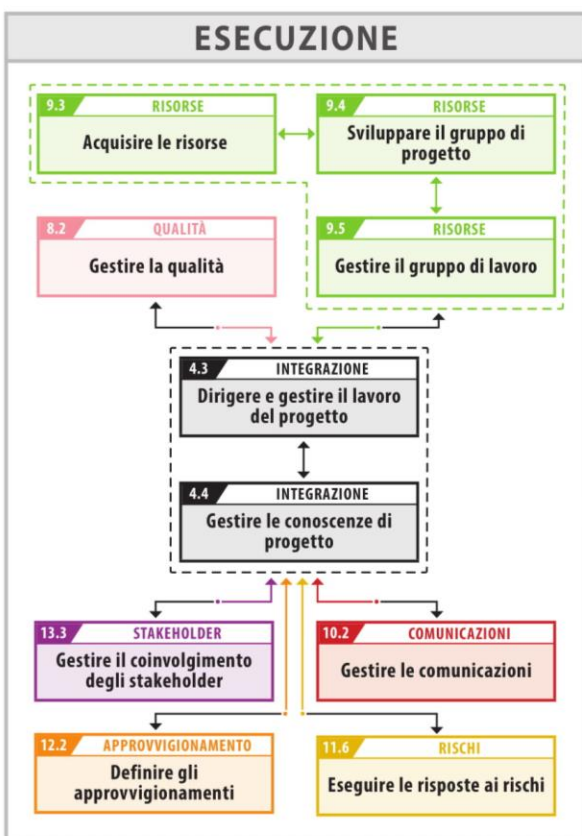 ESECUZIONE
9.3 RISORSE
Acquisire le risorse
9.4 RISORSE
Sviluppare il gruppo di
progetto
8.2 QUALITÀ
Gestire la qualità
9.5 RISORSE
Gestire il gruppo di lavoro
4.3 INTEGRAZIONE
Dirigere e gestire il lavoro
del progetto
4.4 INTEGRAZIONE
Gestire le conoscenze di
progetto
13.3 STAKEHOLDER
Gestire il coinvolgimento
degli stakeholder
10.2 COMUNICAZIONI
Gestire le comunicazioni
12.2 APPROVVIGIONAMENTO
Definire gli
approvvigionamenti
11.6 RISCHI
Eseguire le risposte ai rischi